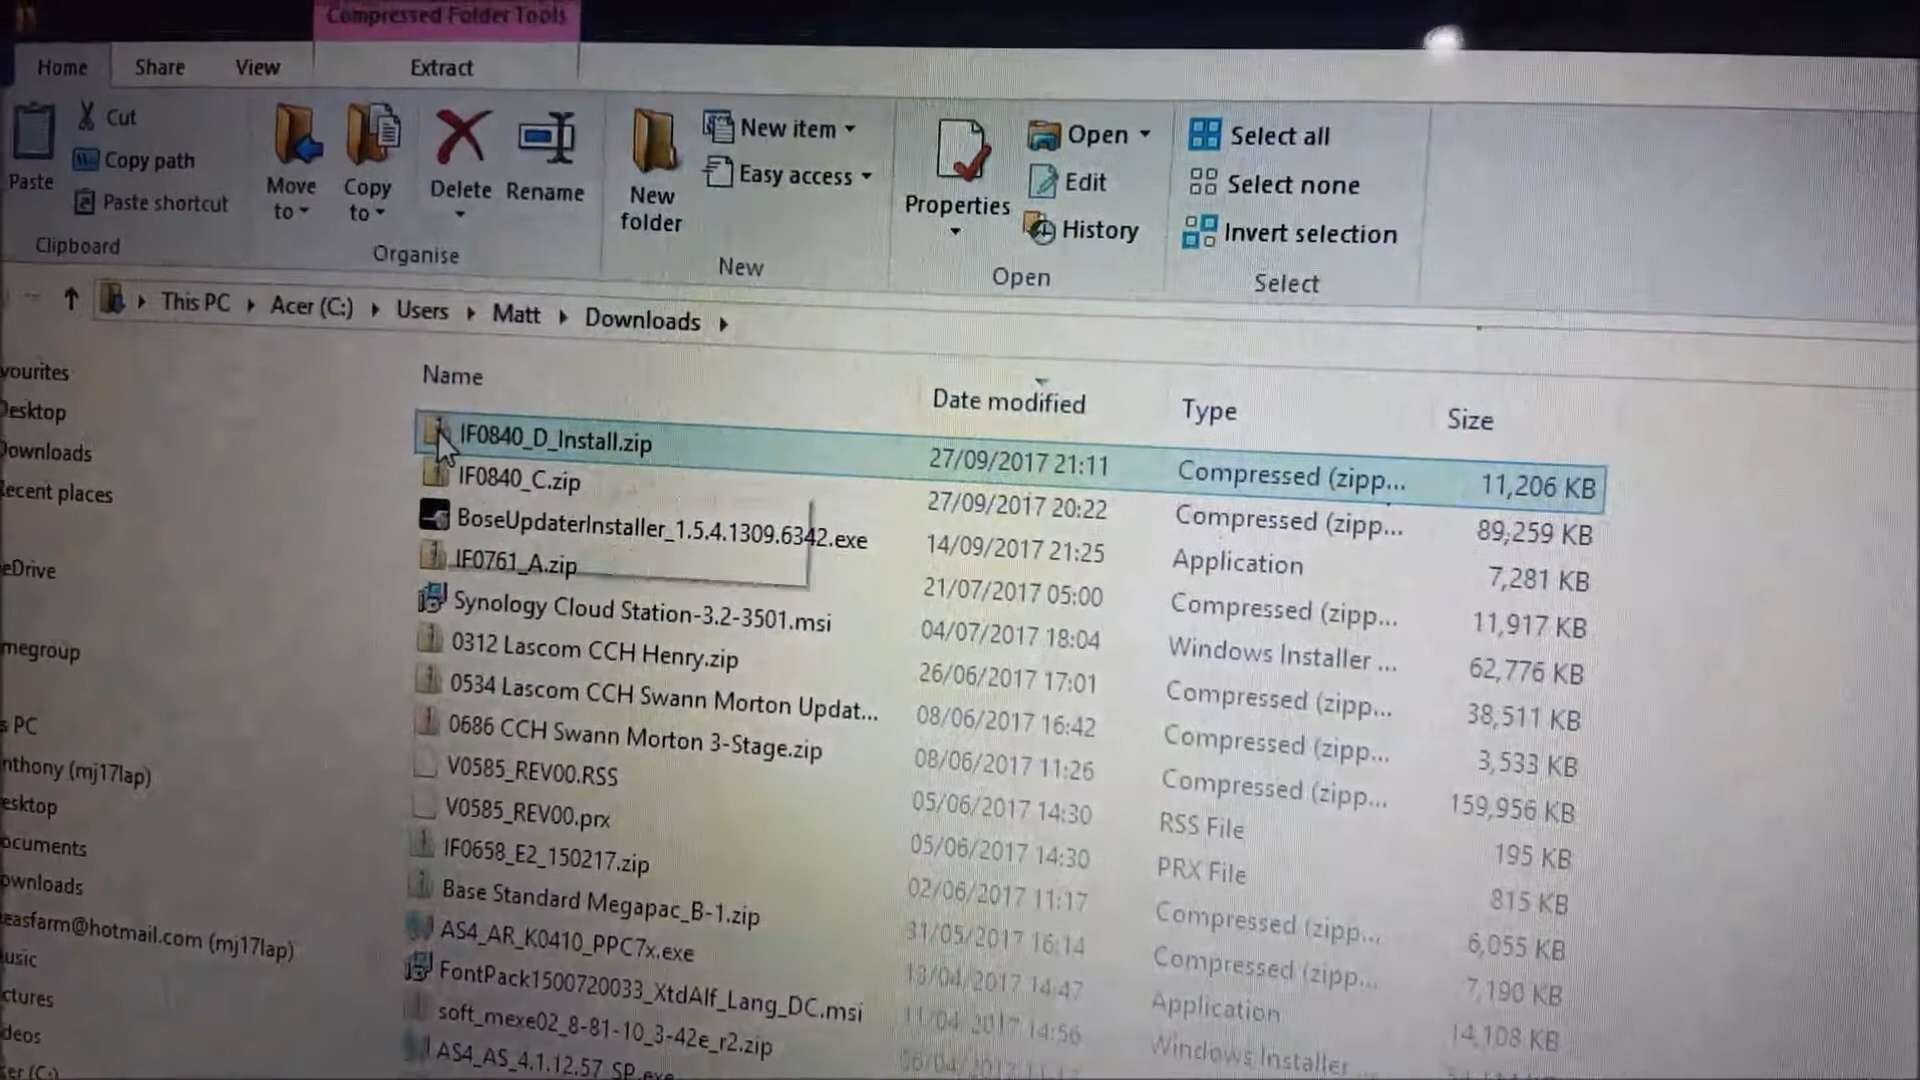 Compressed Folder Tools
Home Share View Extract
Cut
Copy path
Paste
Paste shortcut
Clipboard
Move to
Copy to
Delete
Rename
Organise
New folder
New item
Easy access
New
Properties
Open
Edit
History
Open
Select all
Select none
Invert selection
Select
This PC Acer (C:) Users Matt Downloads
vourites
Desktop
Downloads
ecent places
eDrive
megroup
s PC
nthony (mj17lap)
esktop
ocuments
ownloads
easfarm@hotmail.com (mj17lap)
usic
ctures
deos
er (C:)
Name Date modified Type Size
IF0840_D_Install.zip 27/09/2017 21:11 Compressed (zipp... 11,206 KB
IF0840_C.zip 27/09/2017 20:22 Compressed (zipp... 89,259 KB
BoseUpdaterInstaller_1.5.4.1309.6342.exe 14/09/2017 21:25 Application 7,281 KB
IF0761_A.zip 21/07/2017 05:00 Compressed (zipp... 11,917 KB
Synology Cloud Station-3.2-3501.msi 04/07/2017 18:04 Windows Installer ... 62,776 KB
0312 Lascom CCH Henry.zip 26/06/2017 17:01 Compressed (zipp... 38,511 KB
0534 Lascom CCH Swann Morton Updat... 08/06/2017 16:42 Compressed (zipp... 3,533 KB
0686 CCH Swann Morton 3-Stage.zip 08/06/2017 11:26 Compressed (zipp... 159,956 KB
V0585_REV00.RSS 05/06/2017 14:30 RSS File 195 KB
V0585_REV00.prx 05/06/2017 14:30 PRX File 815 KB
IF0658_E2_150217.zip 02/06/2017 11:17 Compressed (zipp... 6,055 KB
Base Standard Megapac_B-1.zip 31/05/2017 16:14 Compressed (zipp... 7,190 KB
AS4_AR_K0410_PPC7x.exe 13/04/2017 14:47 Application 14,108 KB
FontPack1500720033_XtdAlf_Lang_DC.msi 11/04/2017 14:56 Windows Installer
soft_mexe02_8-81-10_3-42e_r2.zip
AS4_AS_4.1.12.57_SP.exe